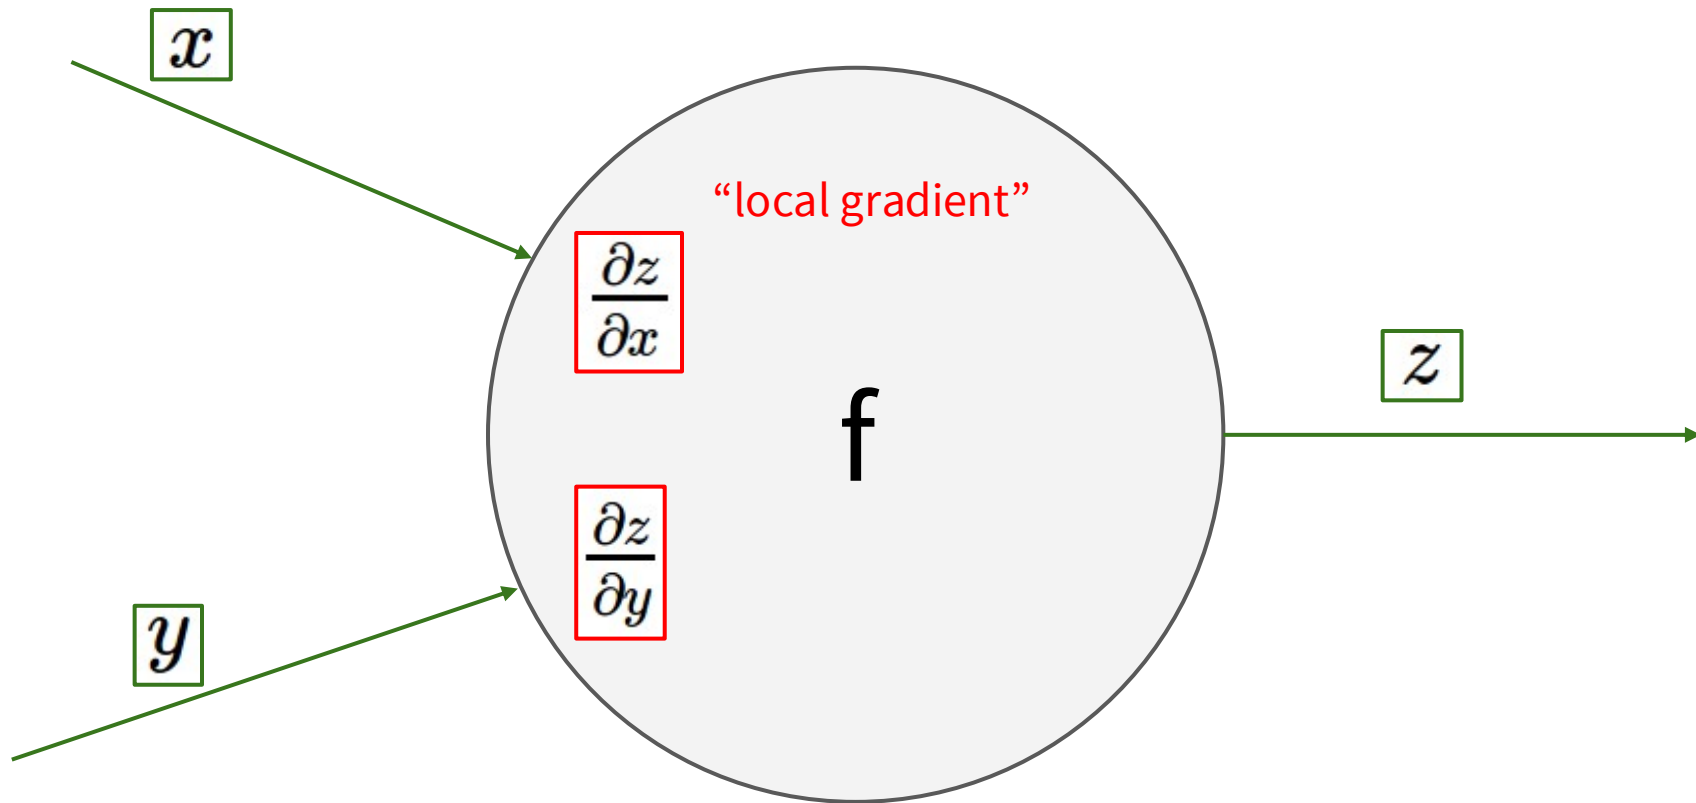 x
“local gradient”
∂z
∂x
f
z
∂z
∂y
y